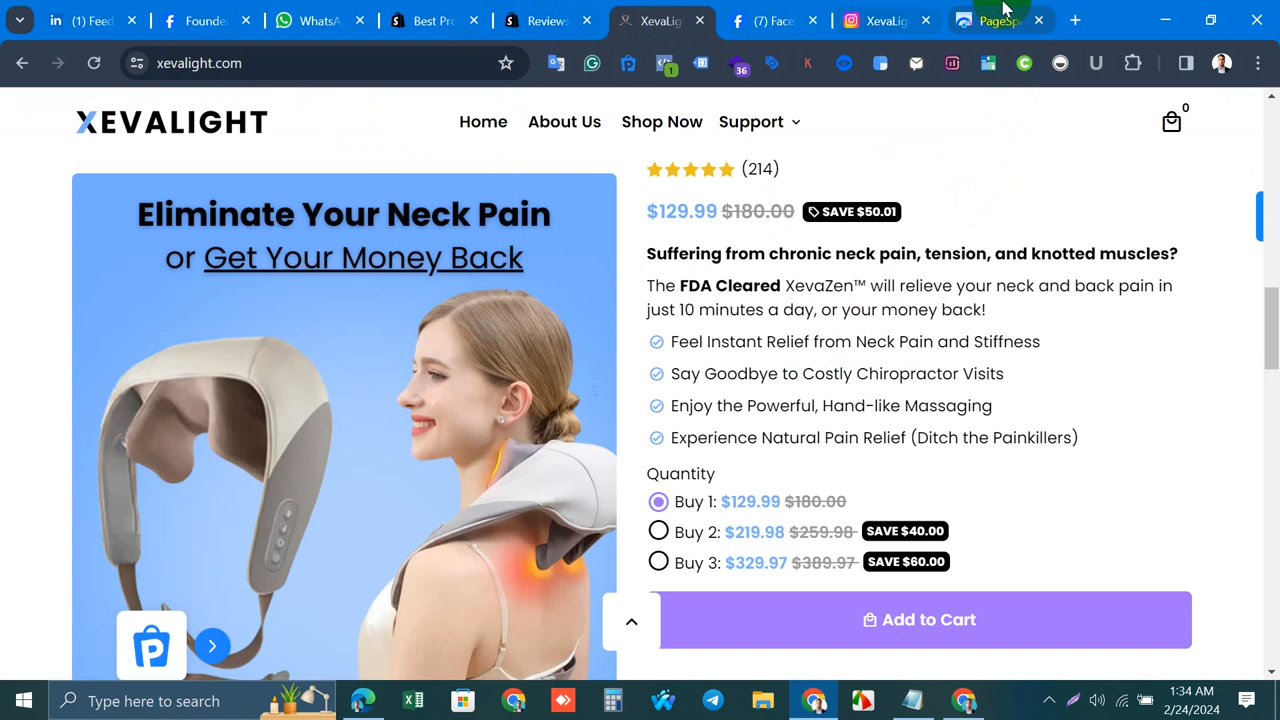 (1) Feed
Founde
WhatsA
Best Pro
Reviews
XevaLig
(7) Face
XevaLig
PageSp
xevalight.com
1
36
XEVALIGHT
Home
About Us
Shop Now
Support
0
Eliminate Your Neck Pain
or Get Your Money Back
(214)
$129.99 $180.00 SAVE $50.01
Suffering from chronic neck pain, tension, and knotted muscles?
The FDA Cleared XevaZen™ will relieve your neck and back pain in
just 10 minutes a day, or your money back!
Feel Instant Relief from Neck Pain and Stiffness
Say Goodbye to Costly Chiropractor Visits
Enjoy the Powerful, Hand-like Massaging
Experience Natural Pain Relief (Ditch the Painkillers)
Quantity
Buy 1: $129.99 $180.00
Buy 2: $219.98 $259.98 SAVE $40.00
Buy 3: $329.97 $389.97 SAVE $60.00
Add to Cart
Type here to search
1:34 AM
2/24/2024